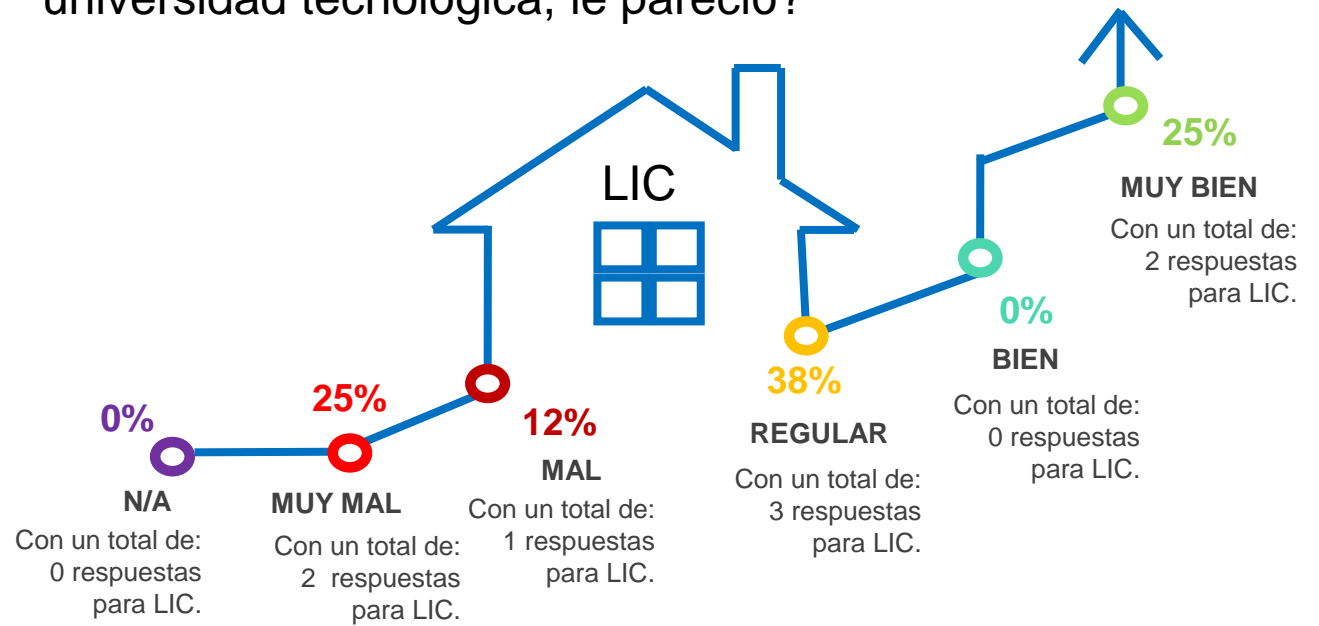 universidad tecnológica, le pareció?
LIC
0%
N/A
Con un total de:
0 respuestas
para LIC.
25%
MUY MAL
Con un total de:
2 respuestas
para LIC.
12%
MAL
Con un total de:
1 respuestas
para LIC.
38%
REGULAR
Con un total de:
3 respuestas
para LIC.
0%
BIEN
Con un total de:
0 respuestas
para LIC.
25%
MUY BIEN
Con un total de:
2 respuestas
para LIC.